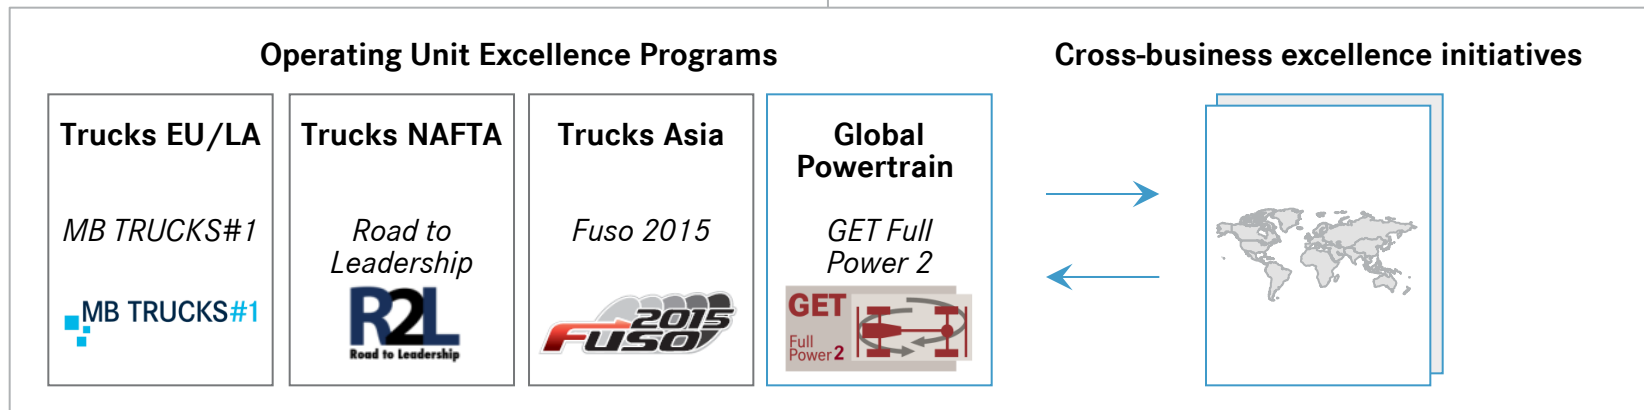 Operating Unit Excellence Programs
Cross-business excellence initiatives
Trucks EU/LA
MB TRUCKS#1
MB TRUCKS#1
Trucks NAFTA
Road to
Leadership
R2L
Road to Leadership
Trucks Asia
Fuso 2015
2015
FUSO
Global
Powertrain
GET Full
Power 2
GET
Full
Power 2